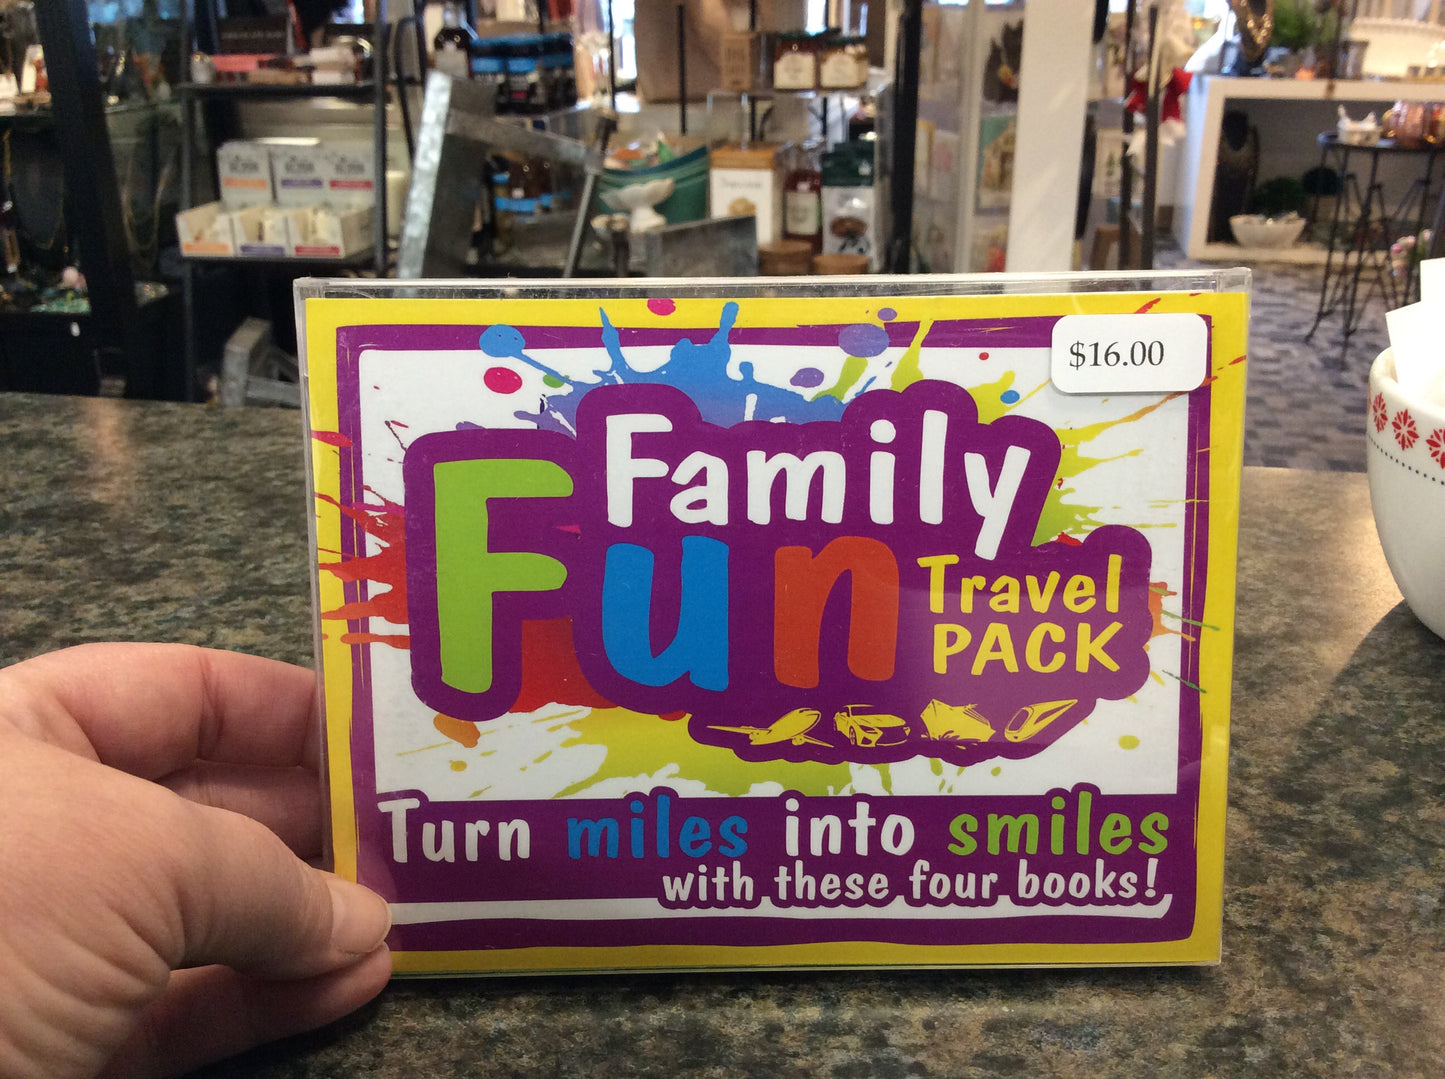 $16.00
Family
Fun
Travel
PACK
Turn miles into smiles
with these four books!